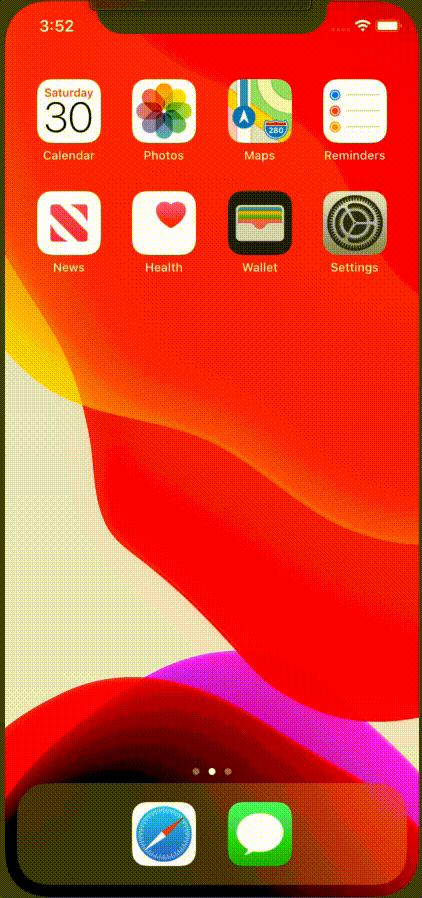 3:52
Saturday
30
280
Calendar Photos Maps Reminders
News Health Wallet Settings